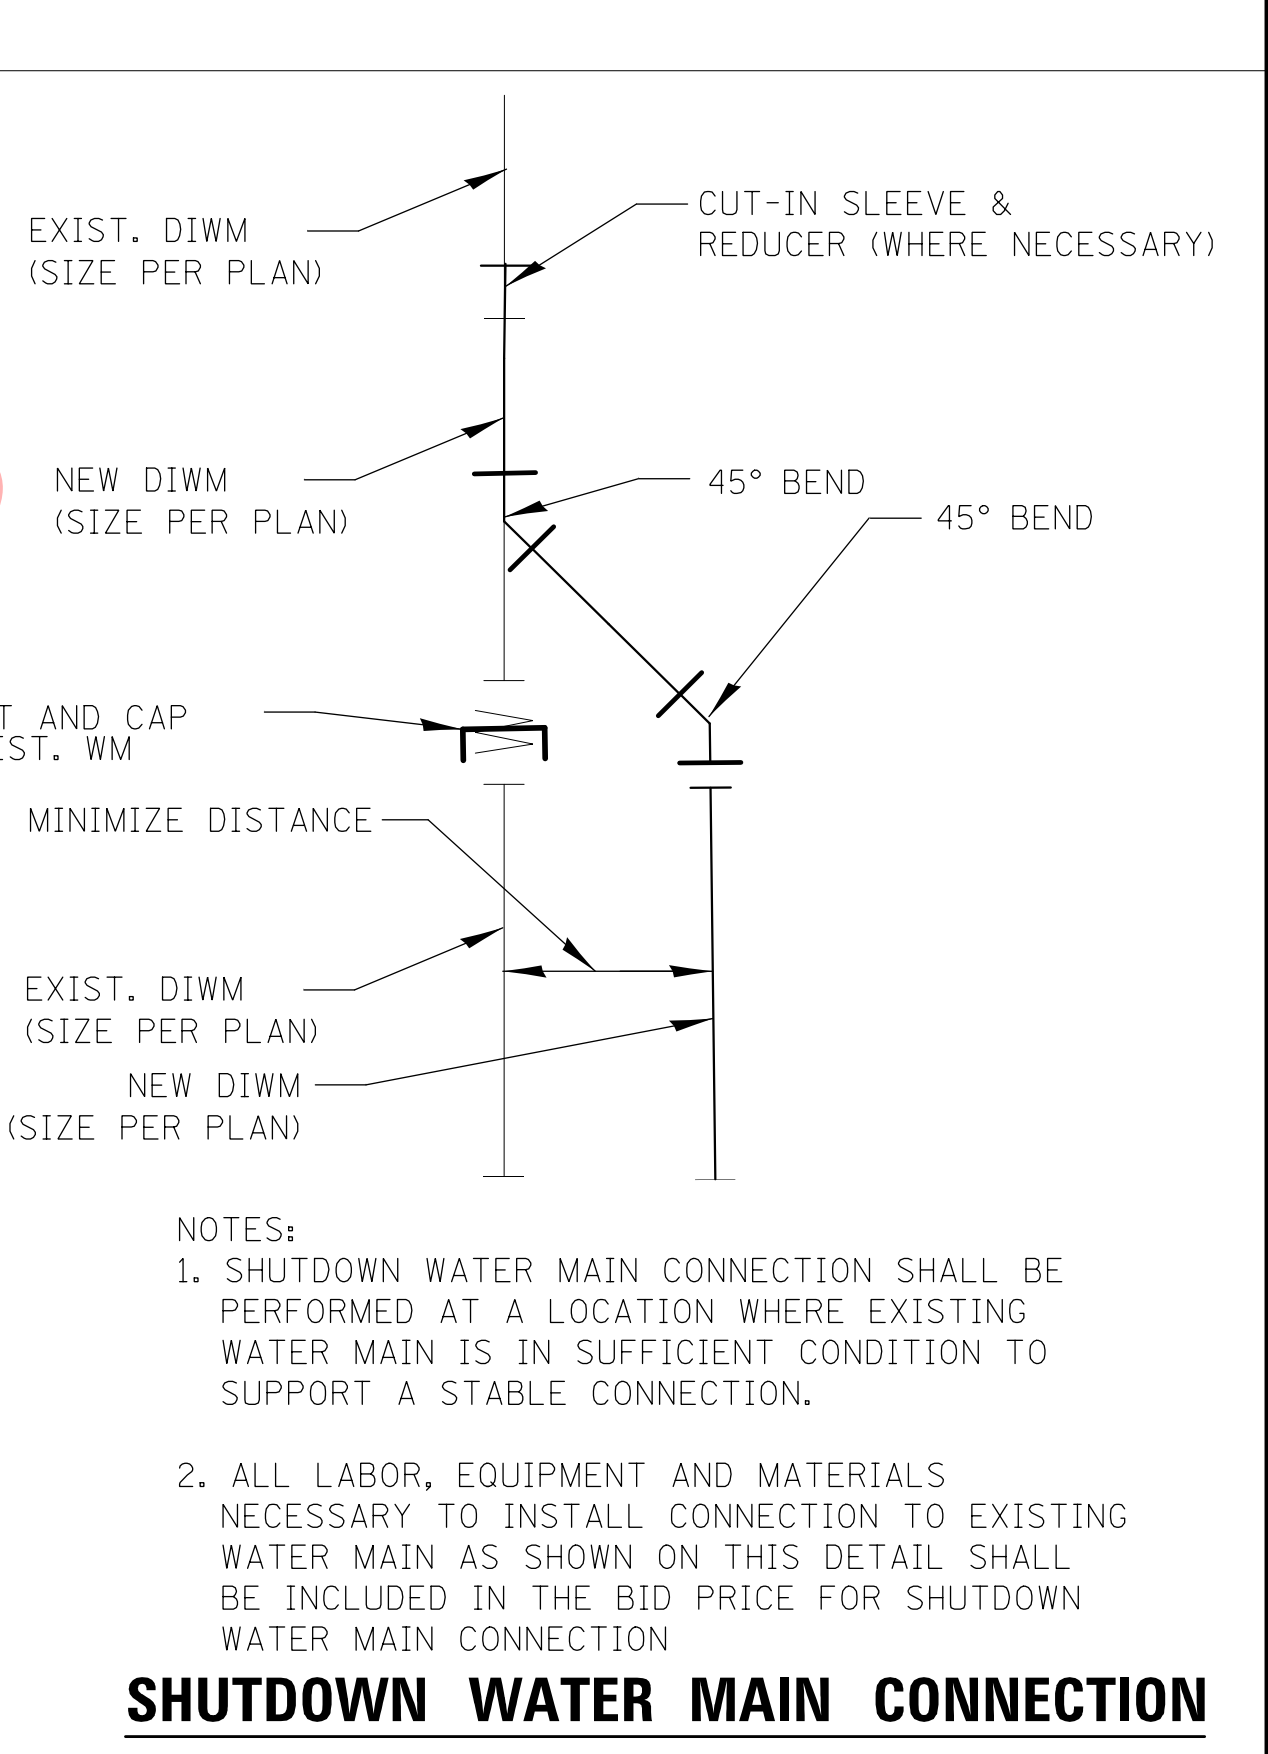 CUT-IN SLEEVE &
REDUCER (WHERE NECESSARY)
EXIST. DIWM
(SIZE PER PLAN)
NEW DIWM
(SIZE PER PLAN)
45° BEND
45° BEND
T AND CAP
IST. WM
MINIMIZE DISTANCE
EXIST. DIWM
(SIZE PER PLAN)
NEW DIWM
(SIZE PER PLAN)
NOTES:
1. SHUTDOWN WATER MAIN CONNECTION SHALL BE
PERFORMED AT A LOCATION WHERE EXISTING
WATER MAIN IS IN SUFFICIENT CONDITION TO
SUPPORT A STABLE CONNECTION.
2. ALL LABOR, EQUIPMENT AND MATERIALS
NECESSARY TO INSTALL CONNECTION TO EXISTING
WATER MAIN AS SHOWN ON THIS DETAIL SHALL
BE INCLUDED IN THE BID PRICE FOR SHUTDOWN
WATER MAIN CONNECTION
SHUTDOWN WATER MAIN CONNECTION